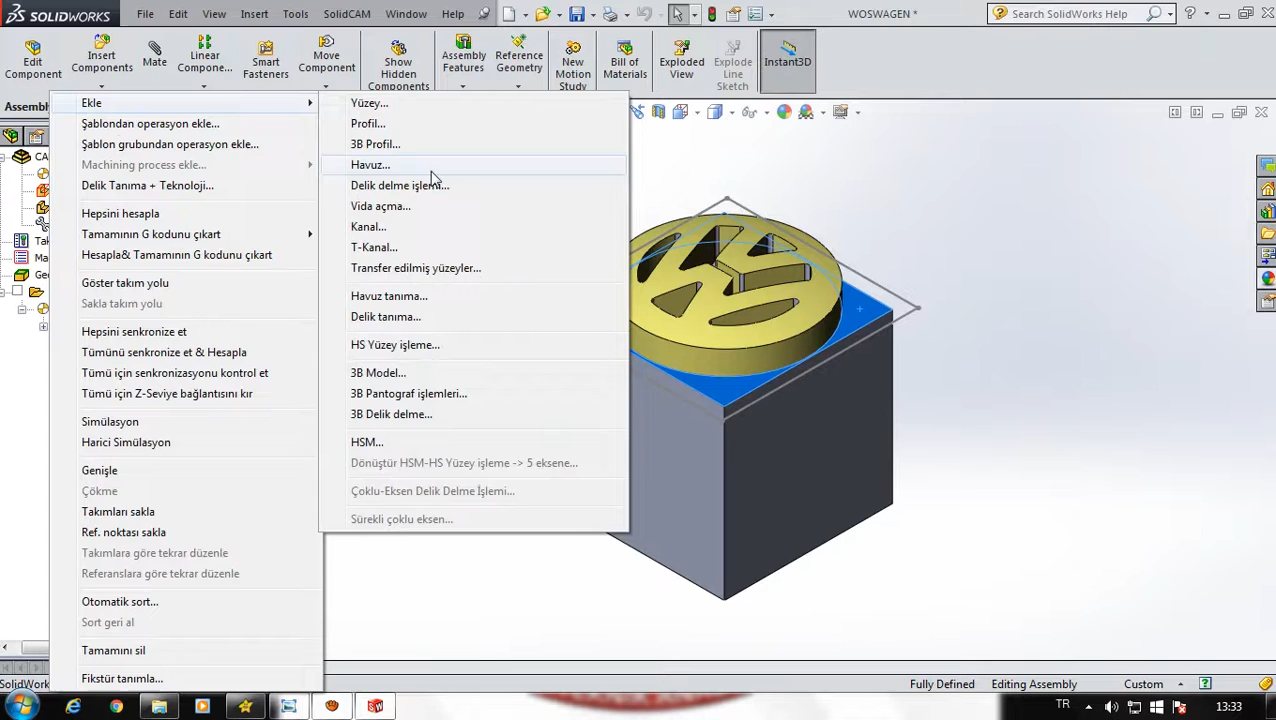 SOLIDWORKS File Edit View Insert Tools SolidCAM Window Help WOSWAGEN * Search SolidWorks Help
Edit Component
Insert Components
Mate
Linear Compone...
Smart Fasteners
Move Component
Show Hidden Components
Assembly Features
Reference Geometry
New Motion Study
Bill of Materials
Exploded View
Explode Line Sketch
Instant3D
Ekle
Şablondan operasyon ekle...
Şablon grubundan operasyon ekle...
Machining process ekle...
Delik Tanıma + Teknoloji...
Hepsini hesapla
Tamamının G kodunu çıkart
Hesapla& Tamamının G kodunu çıkart
Göster takım yolu
Sakla takım yolu
Hepsini senkronize et
Tümünü senkronize et & Hesapla
Tümü için senkronizasyonu kontrol et
Tümü için Z-Seviye bağlantısını kır
Simülasyon
Harici Simülasyon
Genişle
Çökme
Takımları sakla
Ref. noktası sakla
Takımlara göre tekrar düzenle
Referanslara göre tekrar düzenle
Otomatik sort...
Sort geri al
Tamamını sil
Fikstür tanımla...
Yüzey...
Profil...
3B Profil...
Havuz...
Delik delme işlemi...
Vida açma...
Kanal...
T-Kanal...
Transfer edilmiş yüzeyler...
Havuz tanıma...
Delik tanıma...
HS Yüzey işleme...
3B Model...
3B Pantograf işlemleri...
3B Delik delme...
HSM...
Dönüştür HSM-HS Yüzey işleme -> 5 eksene...
Çoklu-Eksen Delik Delme İşlemi...
Sürekli çoklu eksen...
Fully Defined Editing Assembly Custom
TR 13:33